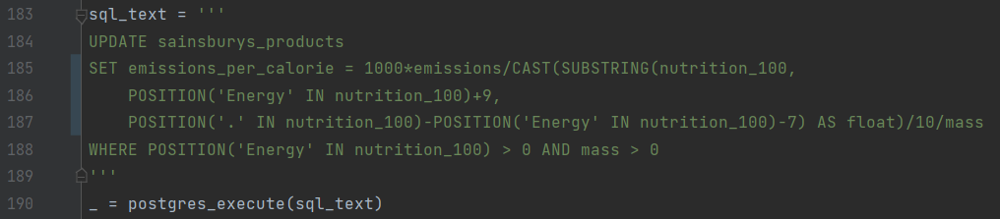 183 sql_text = '''
184 UPDATE sainsburys_products
185 SET emissions_per_calorie = 1000*emissions/CAST(SUBSTRING(nutrition_100,
186     POSITION('Energy' IN nutrition_100)+9,
187     POSITION('.' IN nutrition_100)-POSITION('Energy' IN nutrition_100)-7) AS float)/10/mass
188 WHERE POSITION('Energy' IN nutrition_100) > 0 AND mass > 0
189 '''
190 _ = postgres_execute(sql_text)